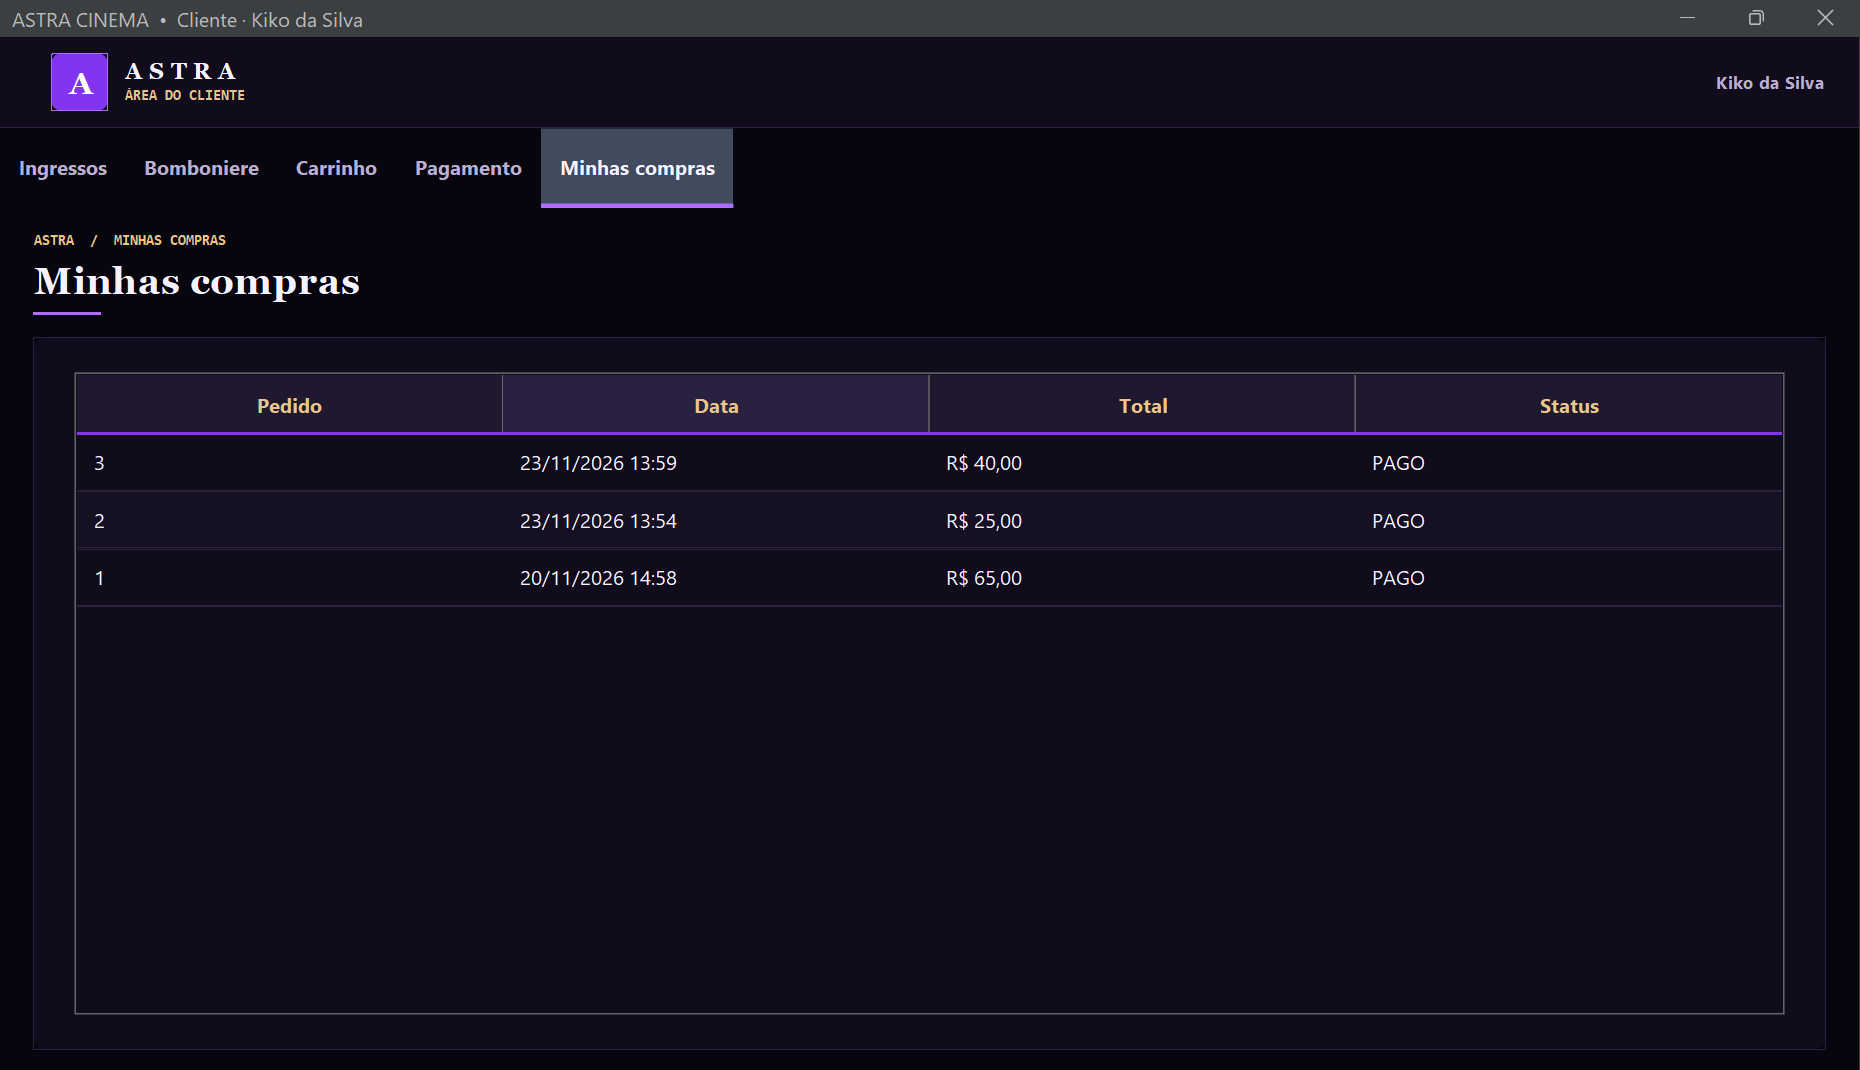 ASTRA CINEMA • Cliente · Kiko da Silva
A
ASTRA
ÁREA DO CLIENTE
Kiko da Silva
Ingressos Bomboniere Carrinho Pagamento Minhas compras
ASTRA / MINHAS COMPRAS
Minhas compras
Pedido Data Total Status
3 23/11/2026 13:59 R$ 40,00 PAGO
2 23/11/2026 13:54 R$ 25,00 PAGO
1 20/11/2026 14:58 R$ 65,00 PAGO